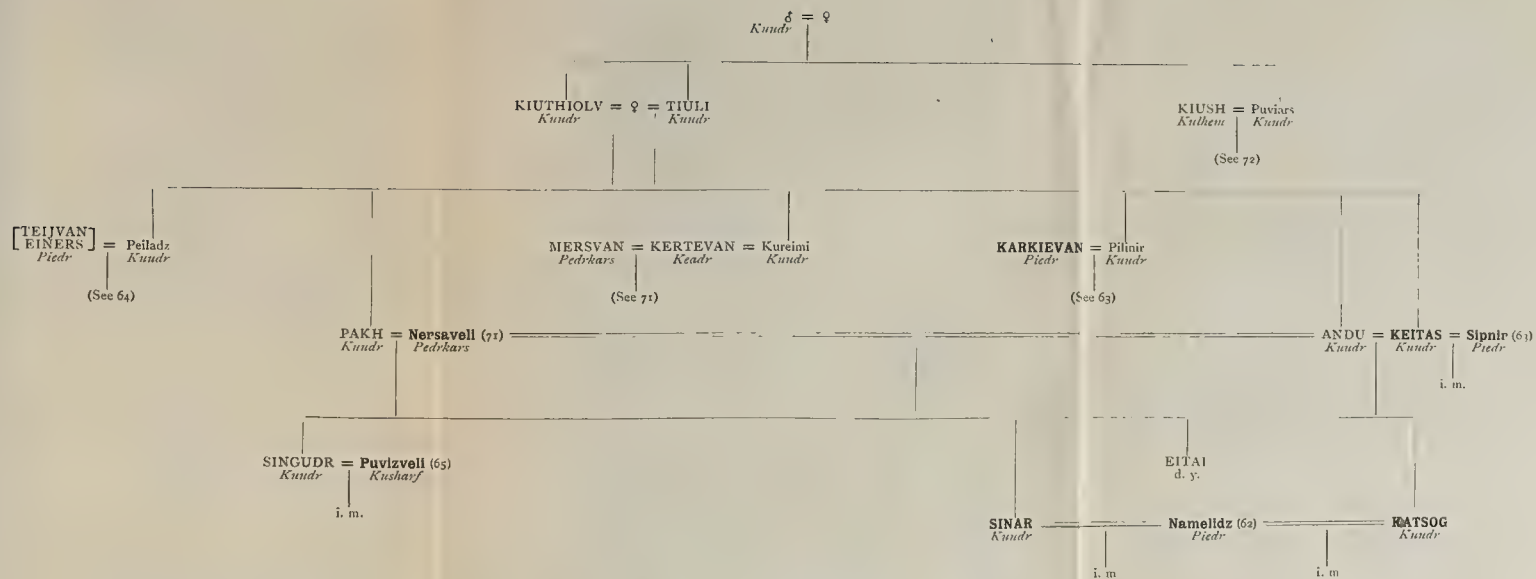 ♂ = ♀
Kuudr
KIUTHIOLV = ♀ = TIULI
Kuudr Kuudr
KIUSH = Puviars
Kulhem Kuudr
(See 72)
[TEIJVAN
EINERS] = Peiladz
Piedr Kuudr
(See 64)
MERSVAN = KERTEVAN = Kureimi
Pedrkars Keadr Kuudr
(See 71)
KARKIEVAN = Pilinir
Piedr Kuudr
(See 63)
PAKH = Nersaveli (71)
Kuudr Pedrkars
ANDU = KEITAS = Sipnir (63)
Kuudr Kuudr Piedr
i. m.
SINGUDR = Puvizveli (65)
Kuudr Kusharf
i. m.
EITAI
d. y.
SINAR Namelidz (62) KATSOG
Kuudr Piedr Kuudr
i. m i. m